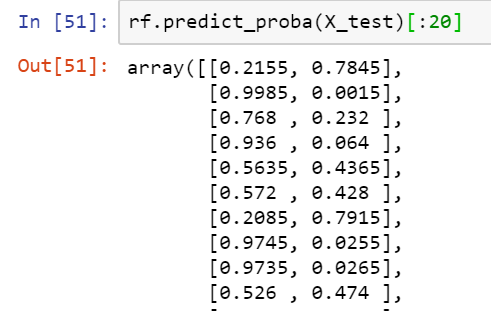 In [51]: rf.predict_proba(X_test)[:20]
Out[51]: array([[0.2155, 0.7845],
[0.9985, 0.0015],
[0.768 , 0.232 ],
[0.936 , 0.064 ],
[0.5635, 0.4365],
[0.572 , 0.428 ],
[0.2085, 0.7915],
[0.9745, 0.0255],
[0.9735, 0.0265],
[0.526 , 0.474 ],